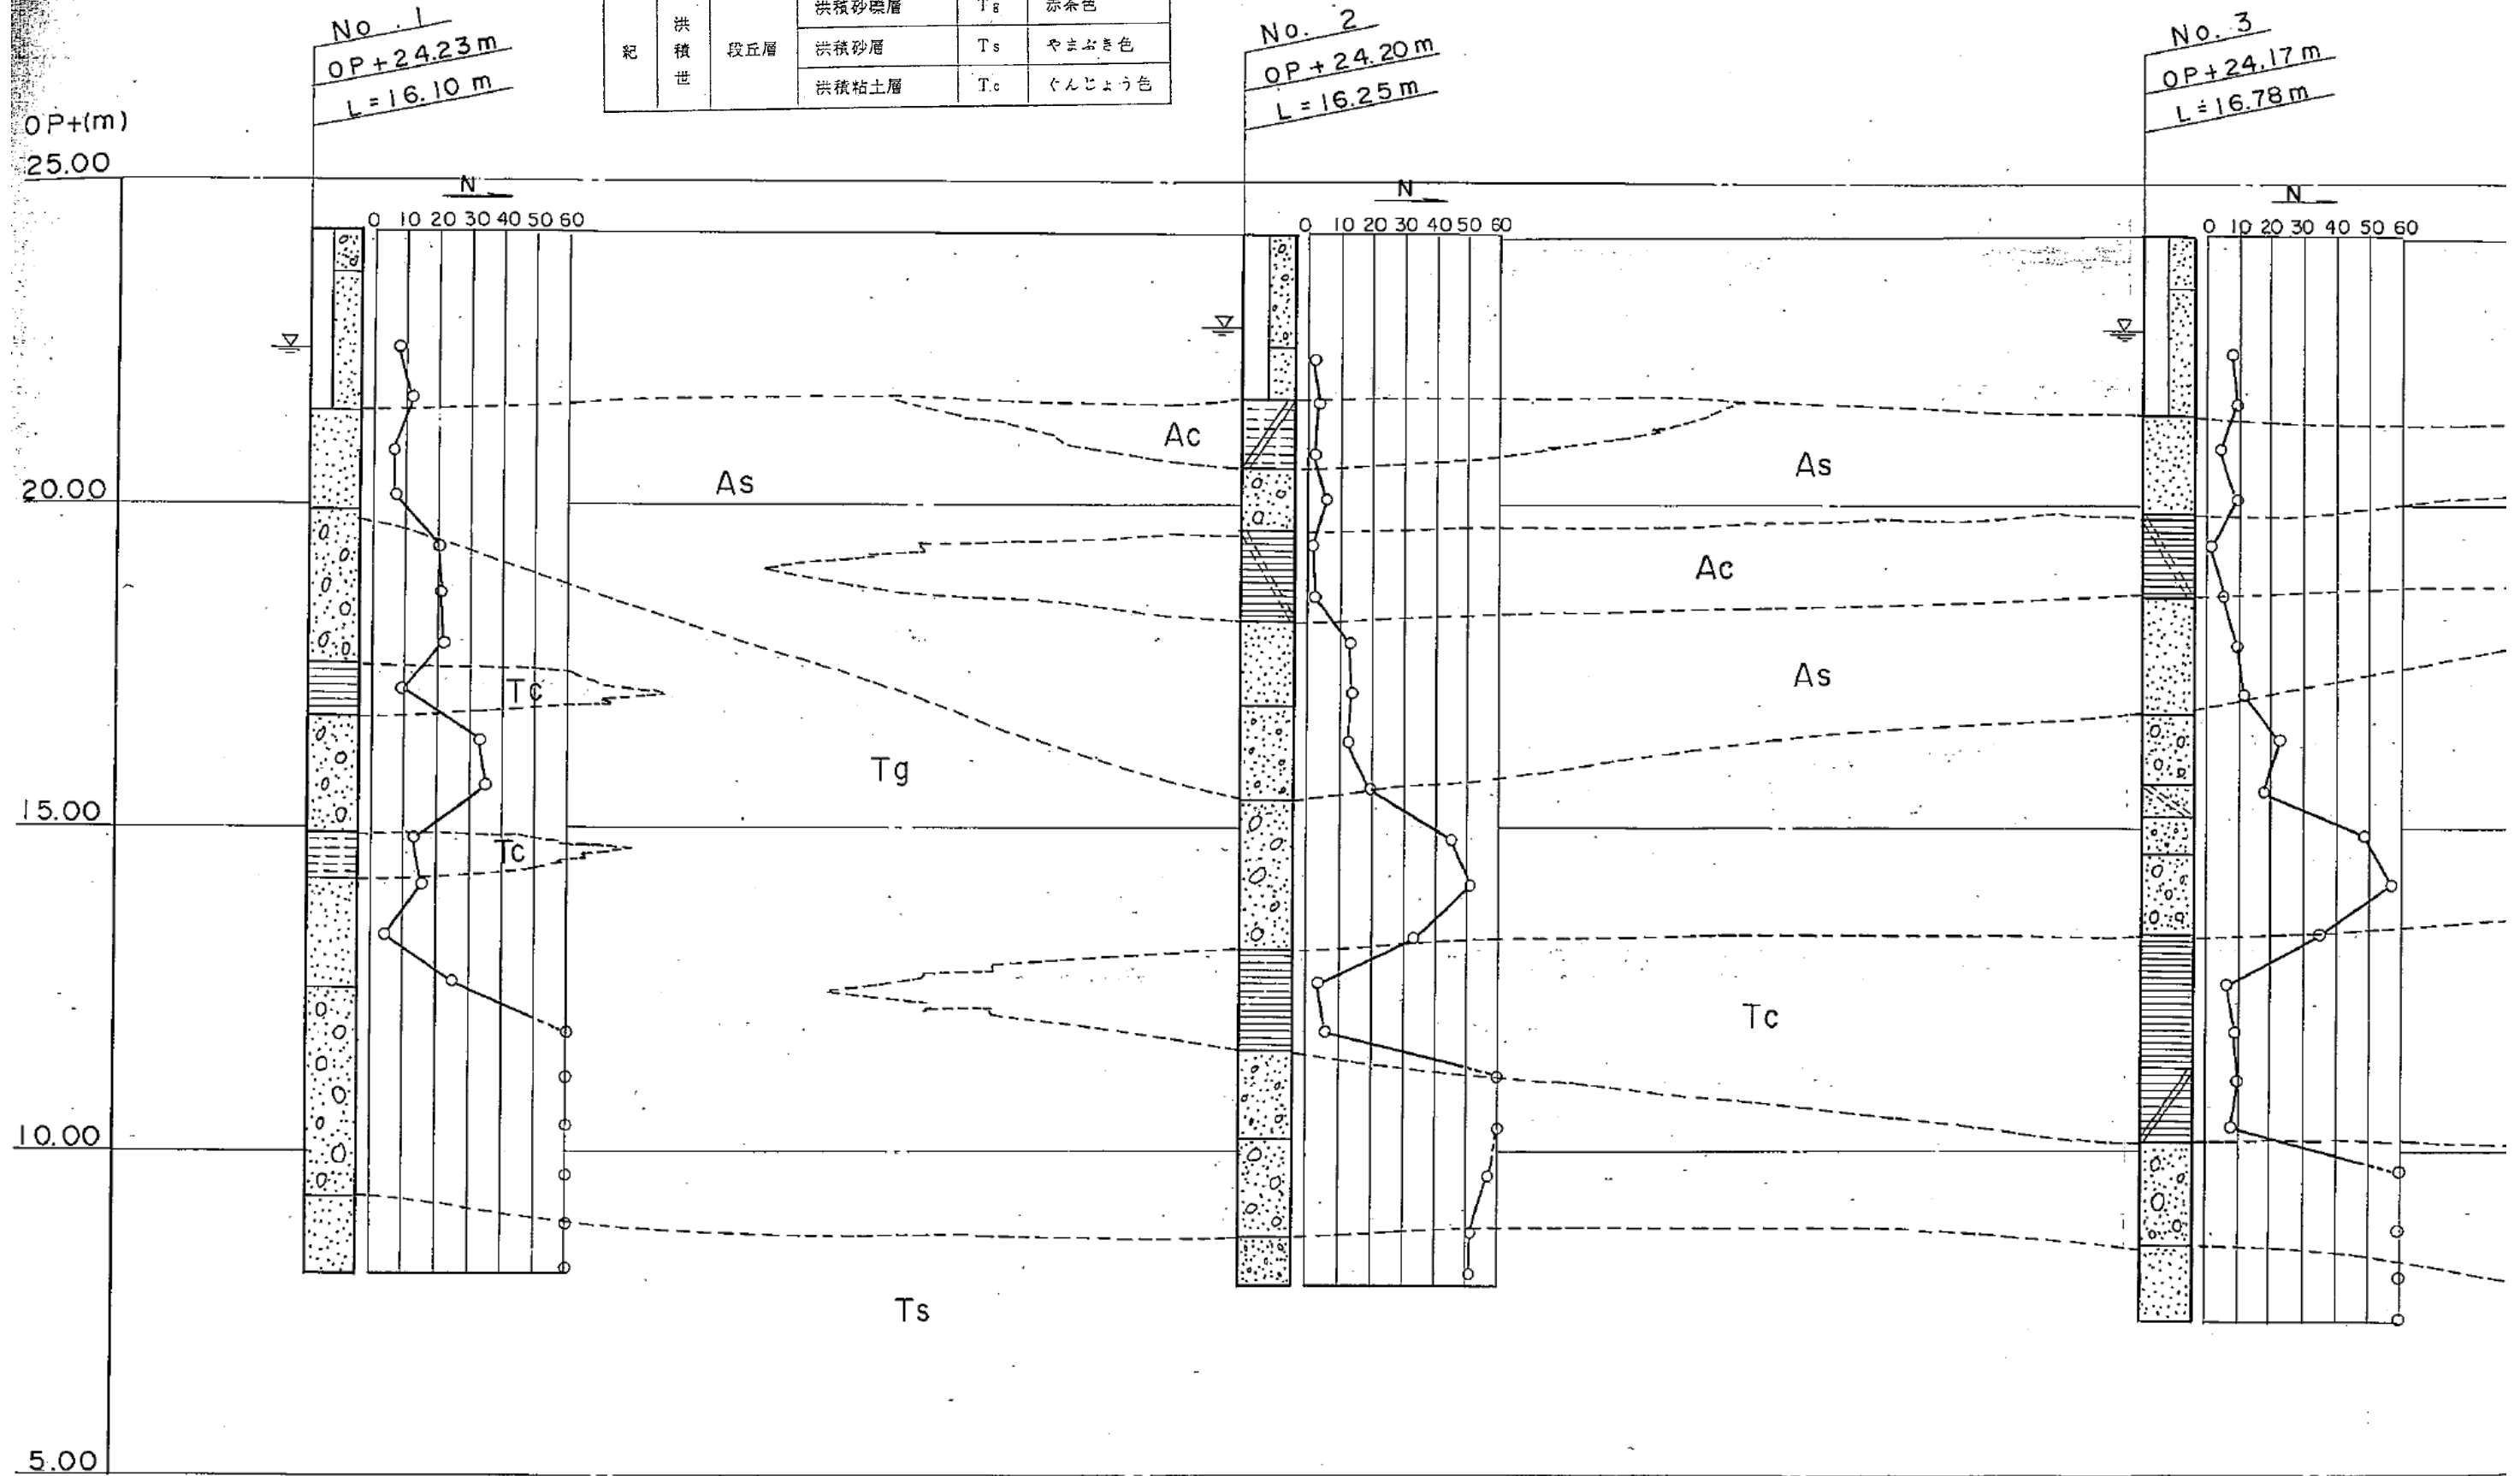 No. 1
OP+24.23m
L=16.10 m
洪積砂礫層 Tg 赤茶色
紀 洪積世 段丘層 洪積砂層 Ts やまぶき色
洪積粘土層 Tc ぐんじょう色
No. 2
OP+24.20m
L=16.25m
No. 3
OP+24.17m
L=16.78m
OP+(m)
25.00
N
N
N
0 10 20 30 40 50 60
0 10 20 30 40 50 60
0 10 20 30 40 50 60
Ac
As
As
20.00
Ac
Tc
As
Tg
15.00
Tc
Tc
10.00
Ts
5.00